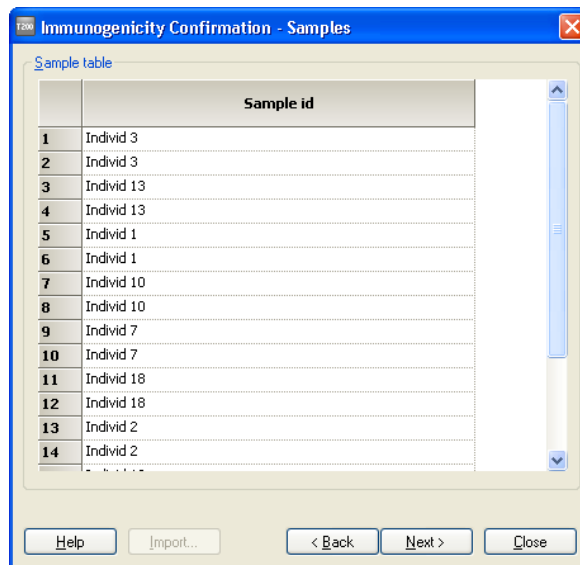 T200 Immunogenicity Confirmation - Samples
Sample table
Sample id
1 Individ 3
2 Individ 3
3 Individ 13
4 Individ 13
5 Individ 1
6 Individ 1
7 Individ 10
8 Individ 10
9 Individ 7
10 Individ 7
11 Individ 18
12 Individ 18
13 Individ 2
14 Individ 2
Help Import... < Back Next > Close